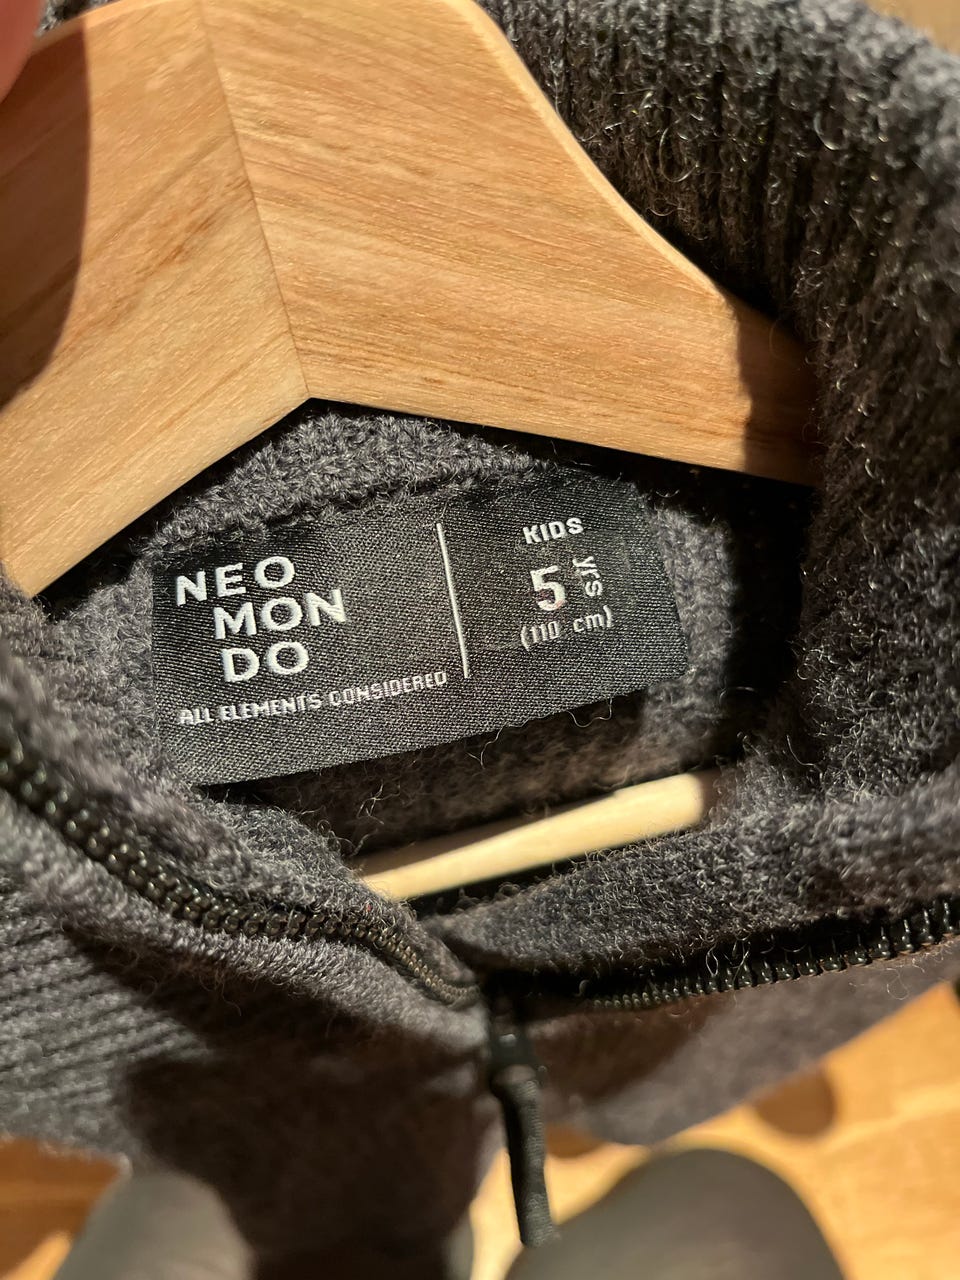 NEO
MON
DO
ALL ELEMENTS CONSIDERED
KIDS
5 yrs
(110 cm)